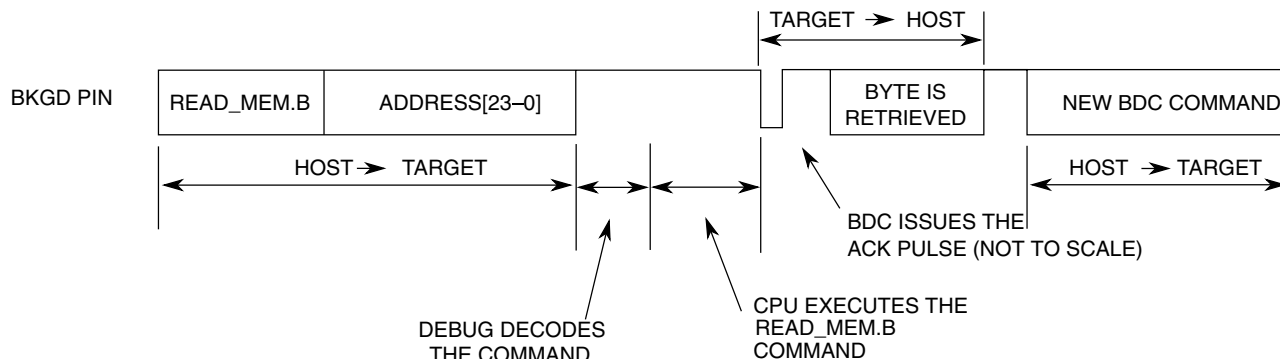 TARGET → HOST
BKGD PIN
READ_MEM.B
ADDRESS[23–0]
BYTE IS
RETRIEVED
NEW BDC COMMAND
HOST → TARGET
HOST → TARGET
BDC ISSUES THE
ACK PULSE (NOT TO SCALE)
DEBUG DECODES
THE COMMAND
CPU EXECUTES THE
READ_MEM.B
COMMAND